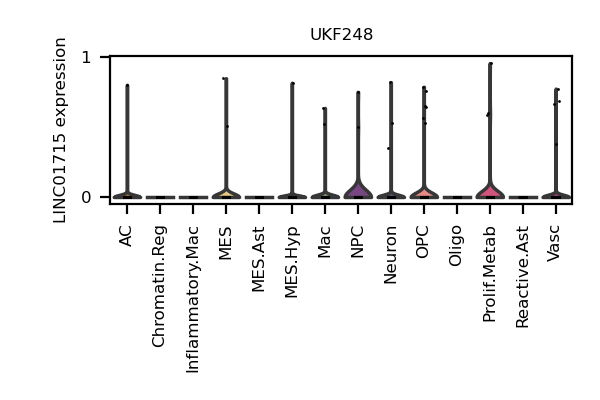 UKF248
LINC01715 expression
1
0
AC
Chromatin.Reg
Inflammatory.Mac
MES
MES.Ast
MES.Hyp
Mac
NPC
Neuron
OPC
Oligo
Prolif.Metab
Reactive.Ast
Vasc